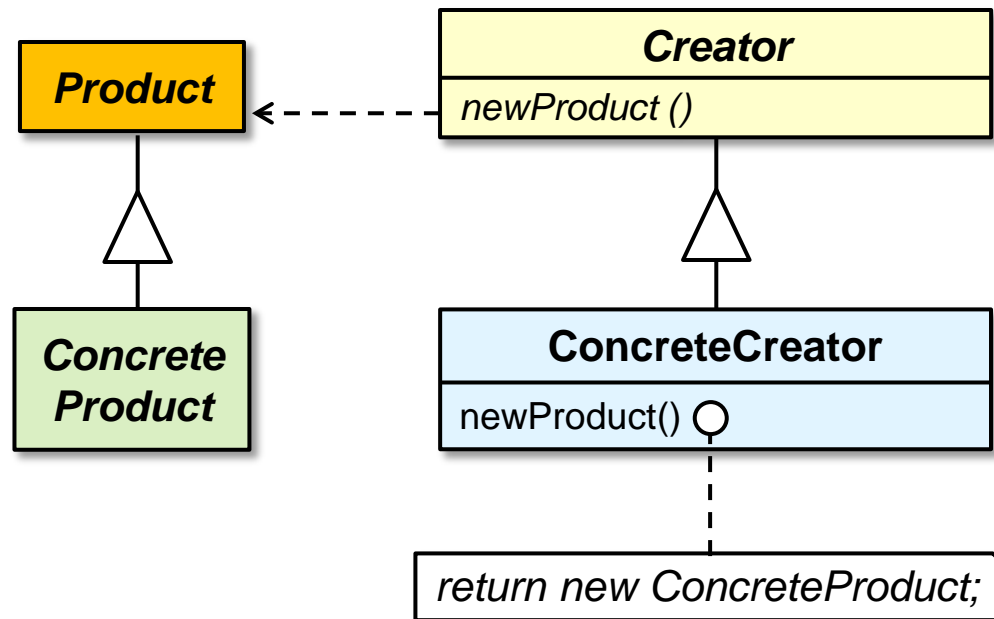 Product
Creator
newProduct ()
Concrete
Product
ConcreteCreator
newProduct()
return new ConcreteProduct;